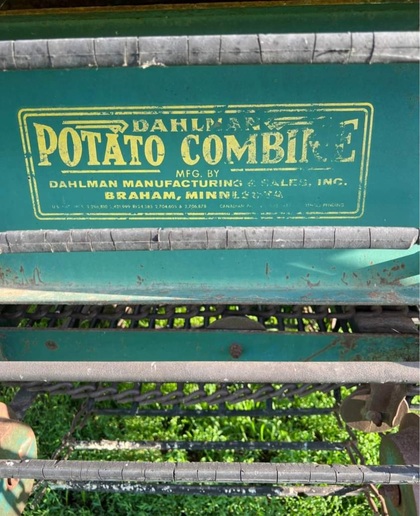 DAHLMAN
POTATO COMBINE
MFG. BY
DAHLMAN MANUFACTURING & SALES, INC.
BRAHAM, MINNESOTA